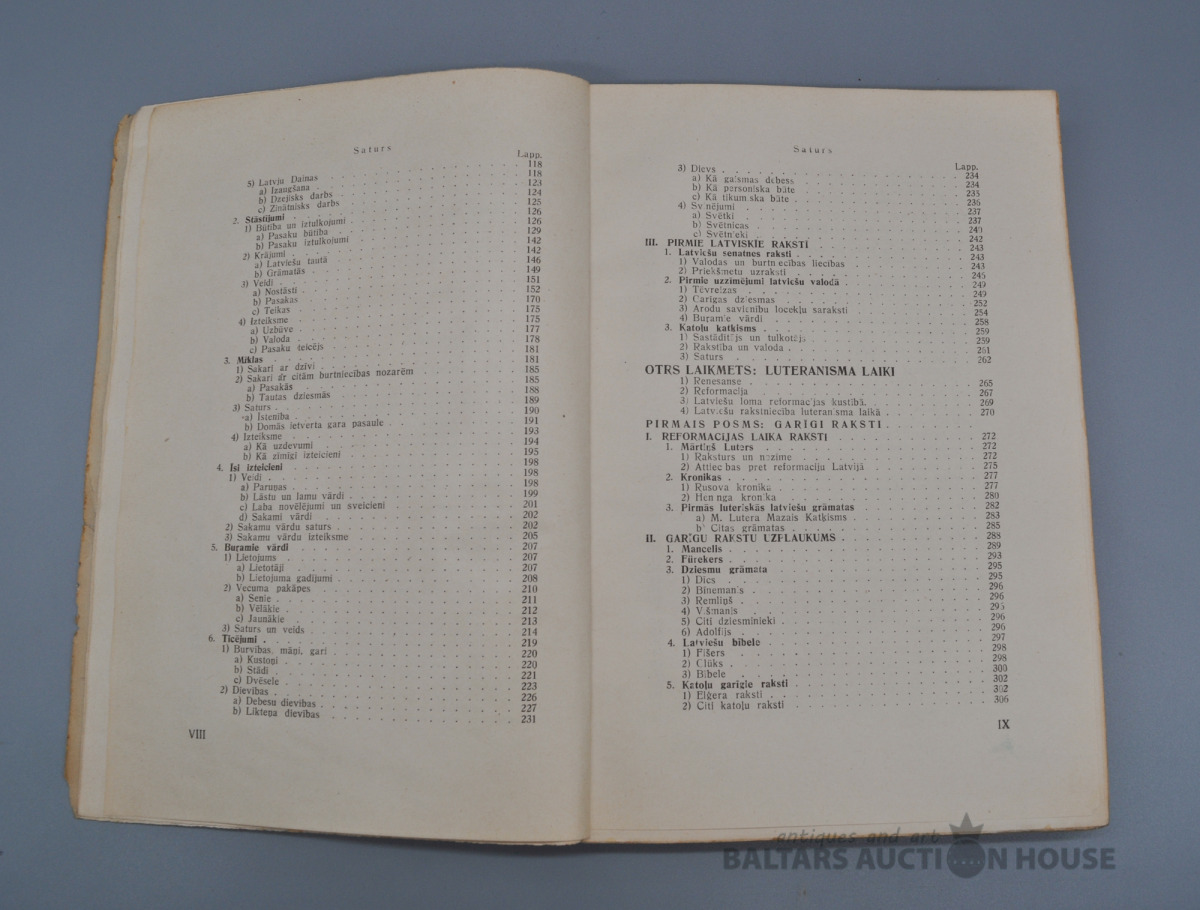 Saturs
Lapp.
5) Latvju Dainas 118
a) Izaugšana 118
b) Dzejisks darbs 123
c) Zinātnisks darbs 124
2. Stāstījumi 125
1) Būtība un iztulkojumi 126
a) Pasaku būtība 126
b) Pasaku iztulkojumi 129
2) Krājumi 142
a) Latviešu tautā 142
b) Grāmatās 146
3) Veidi 149
a) Nostāsti 151
b) Pasakas 152
c) Teikas 170
4) Izteiksme 175
a) Uzbūve 175
b) Valoda 177
c) Pasaku teicējs 178
3. Mīklas 181
1) Sakari ar dzīvi 181
2) Sakari ar citām burtniecības nozarēm 185
a) Pasakās 185
b) Tautas dziesmās 188
3) Saturs 189
a) Īstenība 190
b) Domās ietverta gara pasaule 191
4) Izteiksme 193
a) Kā uzdevumi 194
b) Kā zīmīgi izteicieni 195
4. Īsi izteicieni 198
1) Veidi 198
a) Paruņas 198
b) Lāstu un lamu vārdi 199
c) Laba novēlējumi un sveicieni 201
d) Sakāmi vārdi 202
2) Sakamu vārdu saturs 202
3) Sakamu vārdu izteiksme 205
5. Buramie vārdi 207
1) Lietojums 207
a) Lietotāji 207
b) Lietojuma gadījumi 208
2) Vecuma pakāpes 210
a) Senie 211
b) Vēlākie 212
c) Jaunākie 213
3) Saturs un veids 214
6. Ticējumi 219
1) Burvības, māņi, gari 220
a) Kustoņi 220
b) Stādi 221
c) Dvēsele 223
2) Dievības 226
a) Debesu dievības 227
b) Likteņa dievības 231
VIII
Saturs
Lapp.
3) Dievs 234
a) Kā gaismas debess 234
b) Kā personiska būte 235
c) Kā tikumiska būte 236
4) Svinējumi 237
a) Svētki 237
b) Svētnicas 240
c) Svētnieki 242
III. PIRMIE LATVISKIE RAKSTI 243
1. Latviešu senatnes raksti 243
1) Valodas un burtniecības liecības 243
2) Priekšmetu uzraksti 245
2. Pirmie uzzīmējumi latviešu valodā 249
1) Tēvreizas 249
2) Garīgas dziesmas 252
3) Arodu savienību locekļu saraksti 254
4) Buramie vārdi 258
3. Katoļu katķisms 259
1) Sastādītājs un tulkotājs 259
2) Rakstība un valoda 261
3) Saturs 262
OTRS LAIKMETS: LUTERANISMA LAIKI
1) Renesanse 265
2) Reformacija 267
3) Latviešu loma reformacijas kustībā 269
4) Latviešu rakstniecība luteranisma laikā 270
PIRMAIS POSMS: GARĪGI RAKSTI
I. REFORMACIJAS LAIKA RAKSTI 272
1. Mārtiņš Luters 272
1) Raksturs un nozīme 272
2) Attiecības pret reformaciju Latvijā 275
2. Kronikas 277
1) Rusova kronika 277
2) Heninga kronika 280
3. Pirmās luteriskās latviešu grāmatas 282
a) M. Lutera Mazais Katķisms 283
b) Citas grāmatas 285
II. GARĪGU RAKSTU UZPLAUKUMS 288
1. Mancelis 289
2. Fürekers 293
3. Dziesmu grāmata 295
1) Dics 295
2) Binemanis 296
3) Remliņš 296
4) Višmanis 295
5) Citi dziesminieki 296
6) Adolfijs 296
4. Latviešu bībele 297
1) Fišers 298
2) Glūks 298
3) Bībele 300
5. Katoļu garīgie raksti 302
1) Elģera raksti 302
2) Citi katoļu raksti 306
IX
antiques and art
BALTARS AUCTION HOUSE